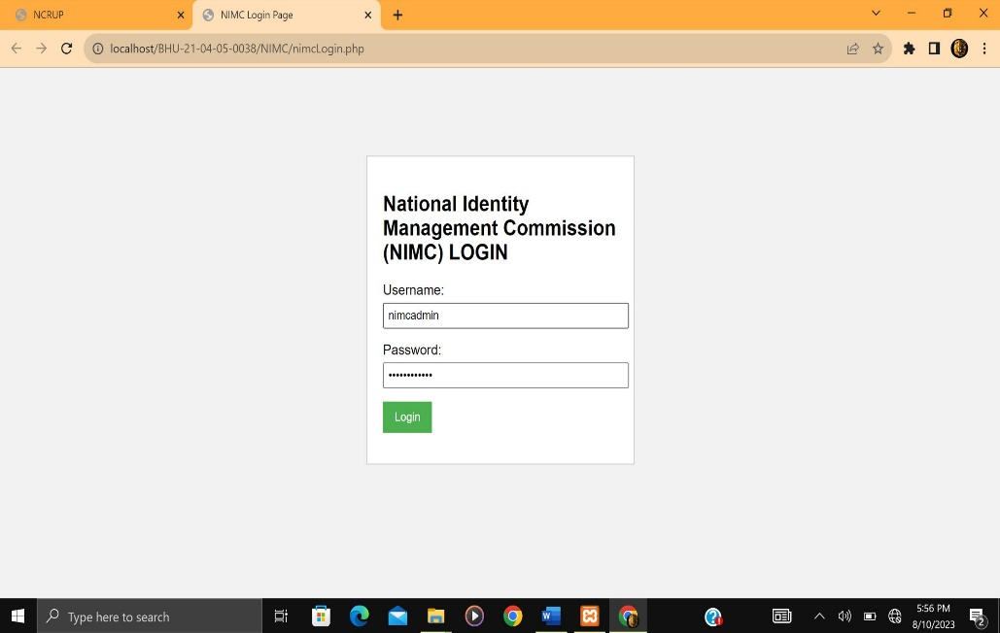 NCRUP
NIMC Login Page
localhost/BHU-21-04-05-0038/NIMC/nimcLogin.php
National Identity
Management Commission
(NIMC) LOGIN
Username:
nimcadmin
Password:
••••••••••••
Login
Type here to search
5:56 PM
8/10/2023
2